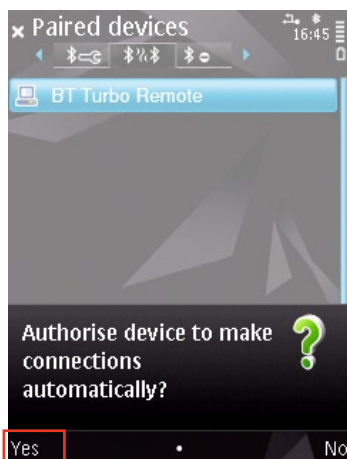 Paired devices
16:45
BT Turbo Remote
Authorise device to make
connections
automatically?
Yes
No